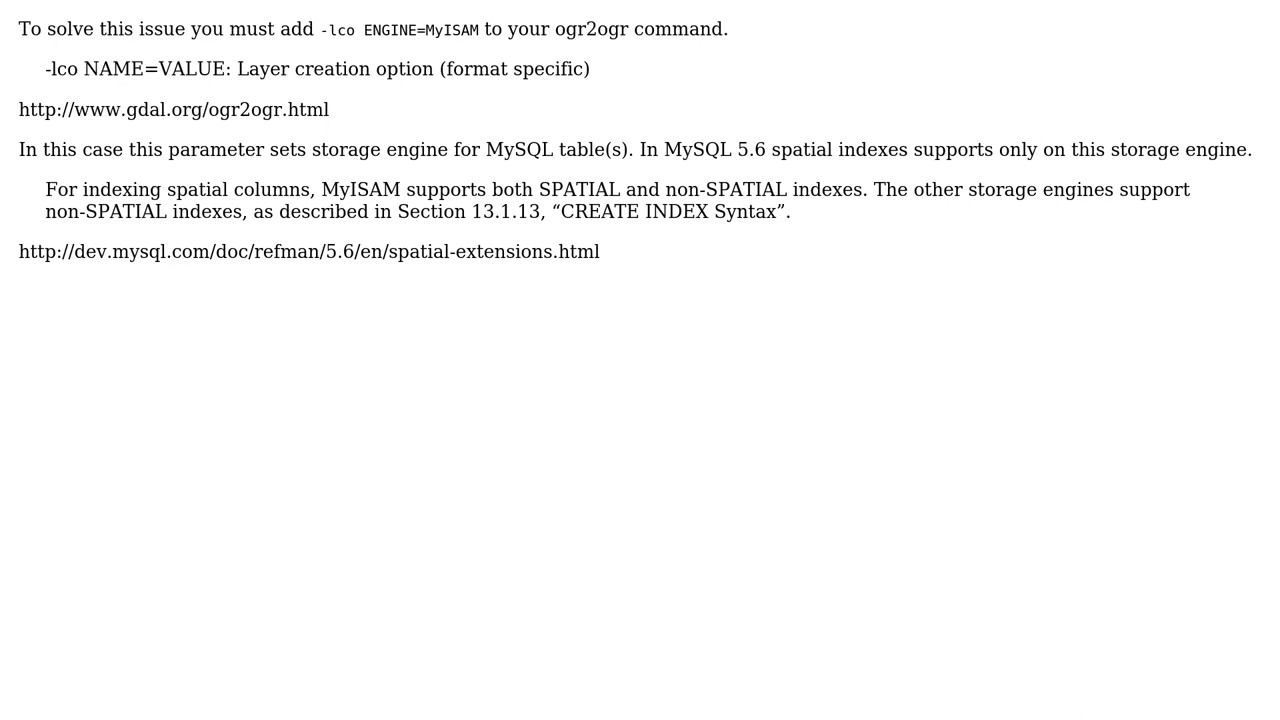 To solve this issue you must add -lco ENGINE=MyISAM to your ogr2ogr command.
-lco NAME=VALUE: Layer creation option (format specific)
http://www.gdal.org/ogr2ogr.html
In this case this parameter sets storage engine for MySQL table(s). In MySQL 5.6 spatial indexes supports only on this storage engine.
For indexing spatial columns, MyISAM supports both SPATIAL and non-SPATIAL indexes. The other storage engines support
non-SPATIAL indexes, as described in Section 13.1.13, “CREATE INDEX Syntax”.
http://dev.mysql.com/doc/refman/5.6/en/spatial-extensions.html